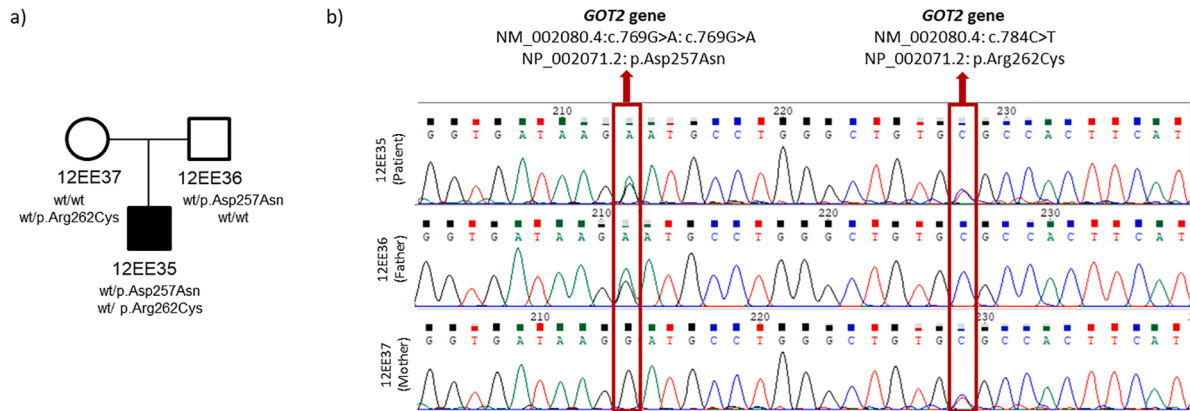 a)
12EE37
wt/wt
wt/p.Arg262Cys
12EE36
wt/p.Asp257Asn
wt/wt
12EE35
wt/p.Asp257Asn
wt/ p.Arg262Cys
b)
GOT2 gene
NM_002080.4:c.769G>A: c.769G>A
NP_002071.2: p.Asp257Asn
GOT2 gene
NM_002080.4: c.784C>T
NP_002071.2: p.Arg262Cys
12EE35
(Patient)
210 220 230
G G T G A T A A G A A T G C C T G G G C T G T G C G C C A C T T C A T
12EE36
(Father)
210 220 230
G G T G A T A A G A A T G C C T G G G C T G T G C G C C A C T T C A T
12EE37
(Mother)
210 220 230
G G T G A T A A G G A T G C C T G G G C T G T G C G C C A C T T C A T